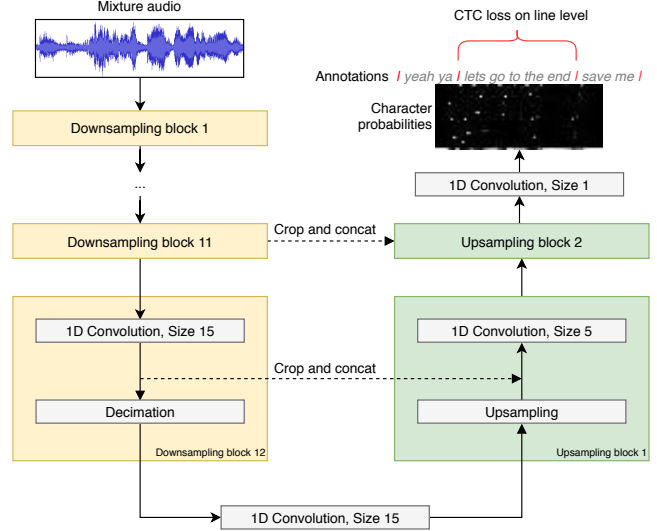 Mixture audio
Downsampling block 1
...
Downsampling block 11
1D Convolution, Size 15
Decimation
Downsampling block 12
1D Convolution, Size 15
Crop and concat
Crop and concat
CTC loss on line level
Annotations / yeah ya / lets go to the end / save me /
Character
probabilities
1D Convolution, Size 1
Upsampling block 2
1D Convolution, Size 5
Upsampling
Upsampling block 1